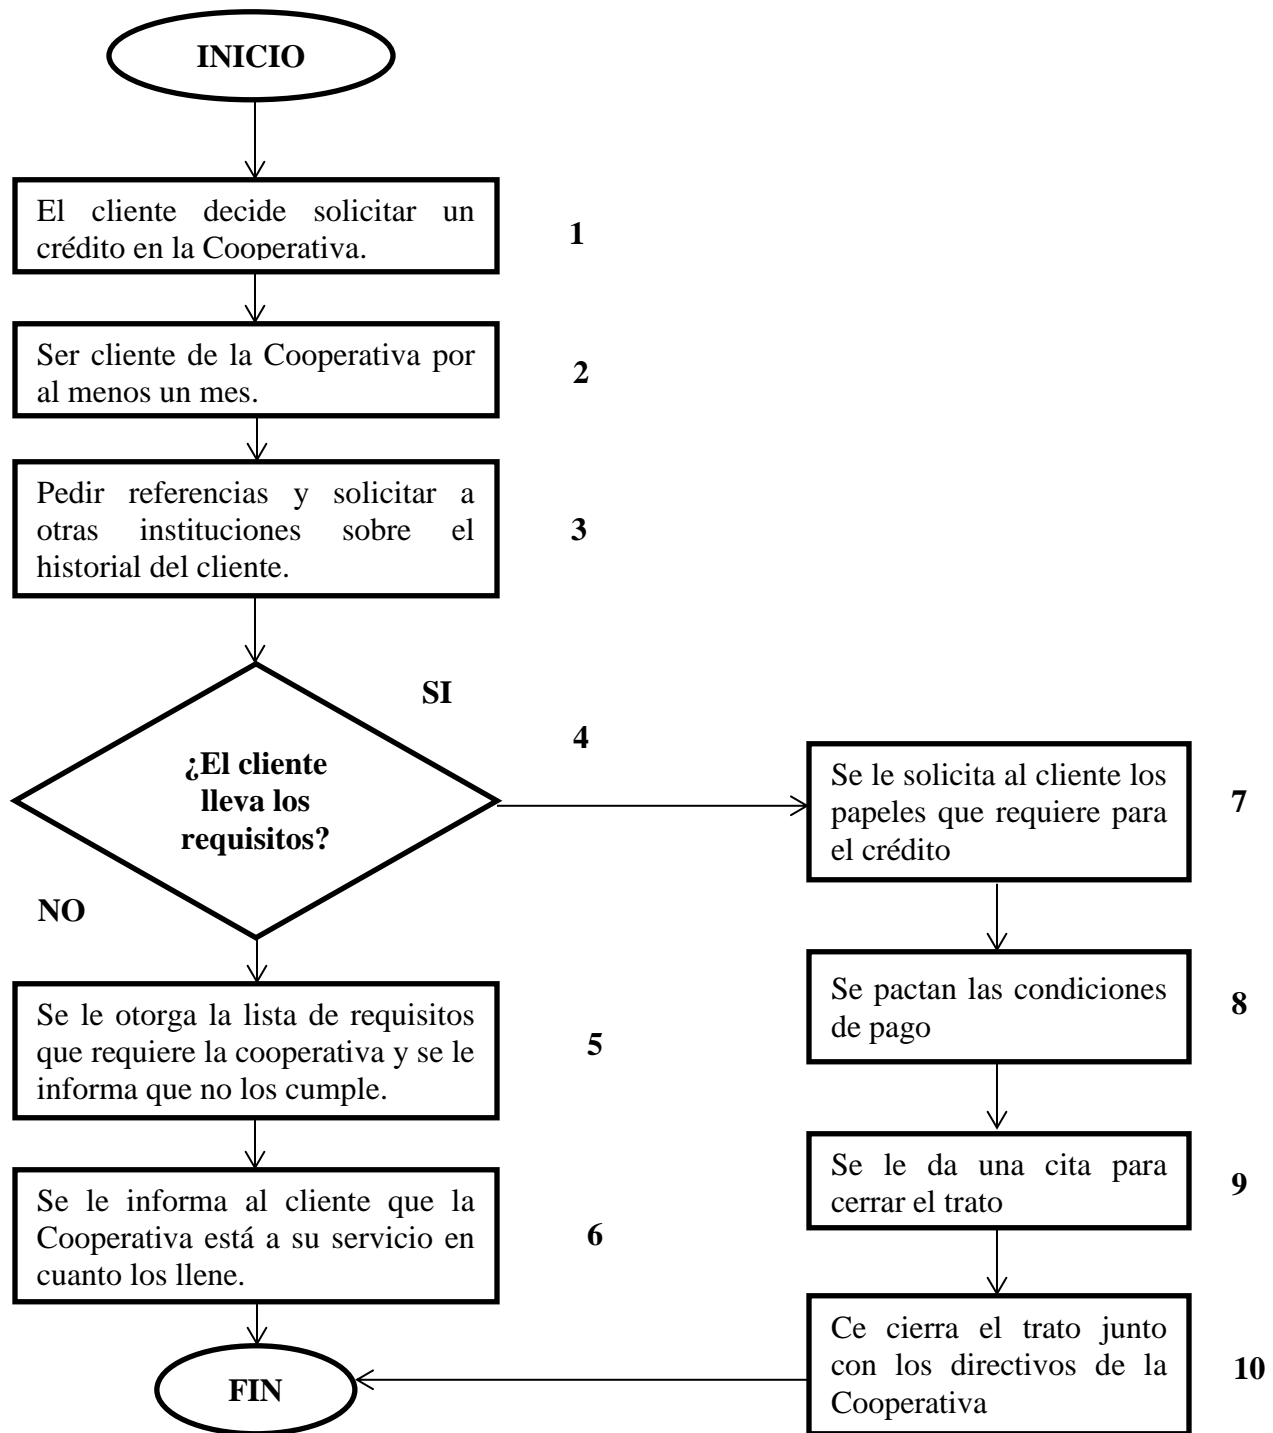 INICIO
El cliente decide solicitar un
crédito en la Cooperativa.
1
Ser cliente de la Cooperativa por
al menos un mes.
2
Pedir referencias y solicitar a
otras instituciones sobre el
historial del cliente.
3
SI
4
¿El cliente
lleva los
requisitos?
NO
Se le otorga la lista de requisitos
que requiere la cooperativa y se le
informa que no los cumple.
5
Se le informa al cliente que la
Cooperativa está a su servicio en
cuanto los llene.
6
Se le solicita al cliente los
papeles que requiere para
el crédito
7
Se pactan las condiciones
de pago
8
Se le da una cita para
cerrar el trato
9
Ce cierra el trato junto
con los directivos de la
Cooperativa
10
FIN